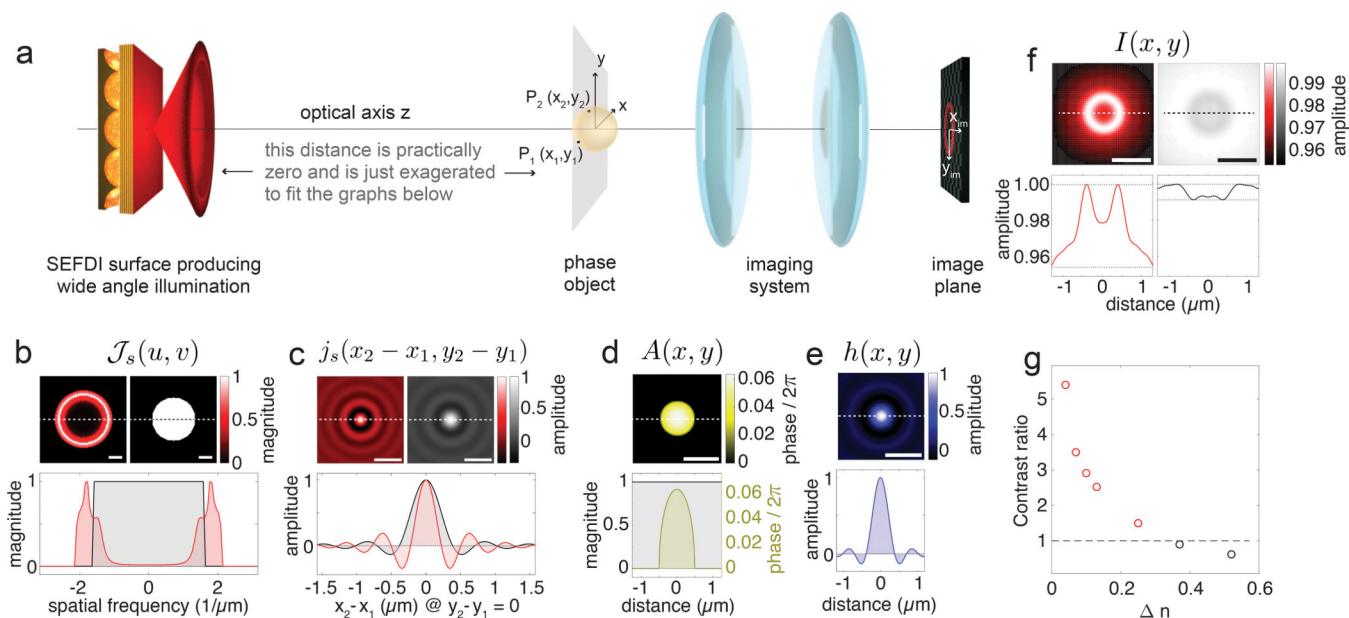 a
optical axis z
this distance is practically
zero and is just exagerated
to fit the graphs below
SEFDI surface producing
wide angle illumination
y
x
P2 (x2,y2)
P1 (x1,y1)
phase
object
imaging
system
xim
yim
image
plane
f
I(x, y)
0.99
0.98
0.97
0.96
amplitude
1.00
0.98
0.96
amplitude
-1 0 1 -1 0 1
distance (µm)
b
𝒥s(u, v)
1
0.5
0
magnitude
1
0
magnitude
-2 0 2
spatial frequency (1/µm)
c
js(x2 − x1, y2 − y1)
1
0.5
0
amplitude
1
0
amplitude
-1.5 -1 -0.5 0 0.5 1 1.5
x2-x1 (µm) @ y2-y1 = 0
d
A(x, y)
0.06
0.04
0.02
0
phase / 2π
1
0.5
0
magnitude
0.06
0.04
0.02
0
phase / 2π
-1 0 1
distance (µm)
e
h(x, y)
1
0.5
0
amplitude
1
0
amplitude
-1 0 1
distance (µm)
g
5
4
3
2
1
Contrast ratio
0 0.2 0.4 0.6
Δ n